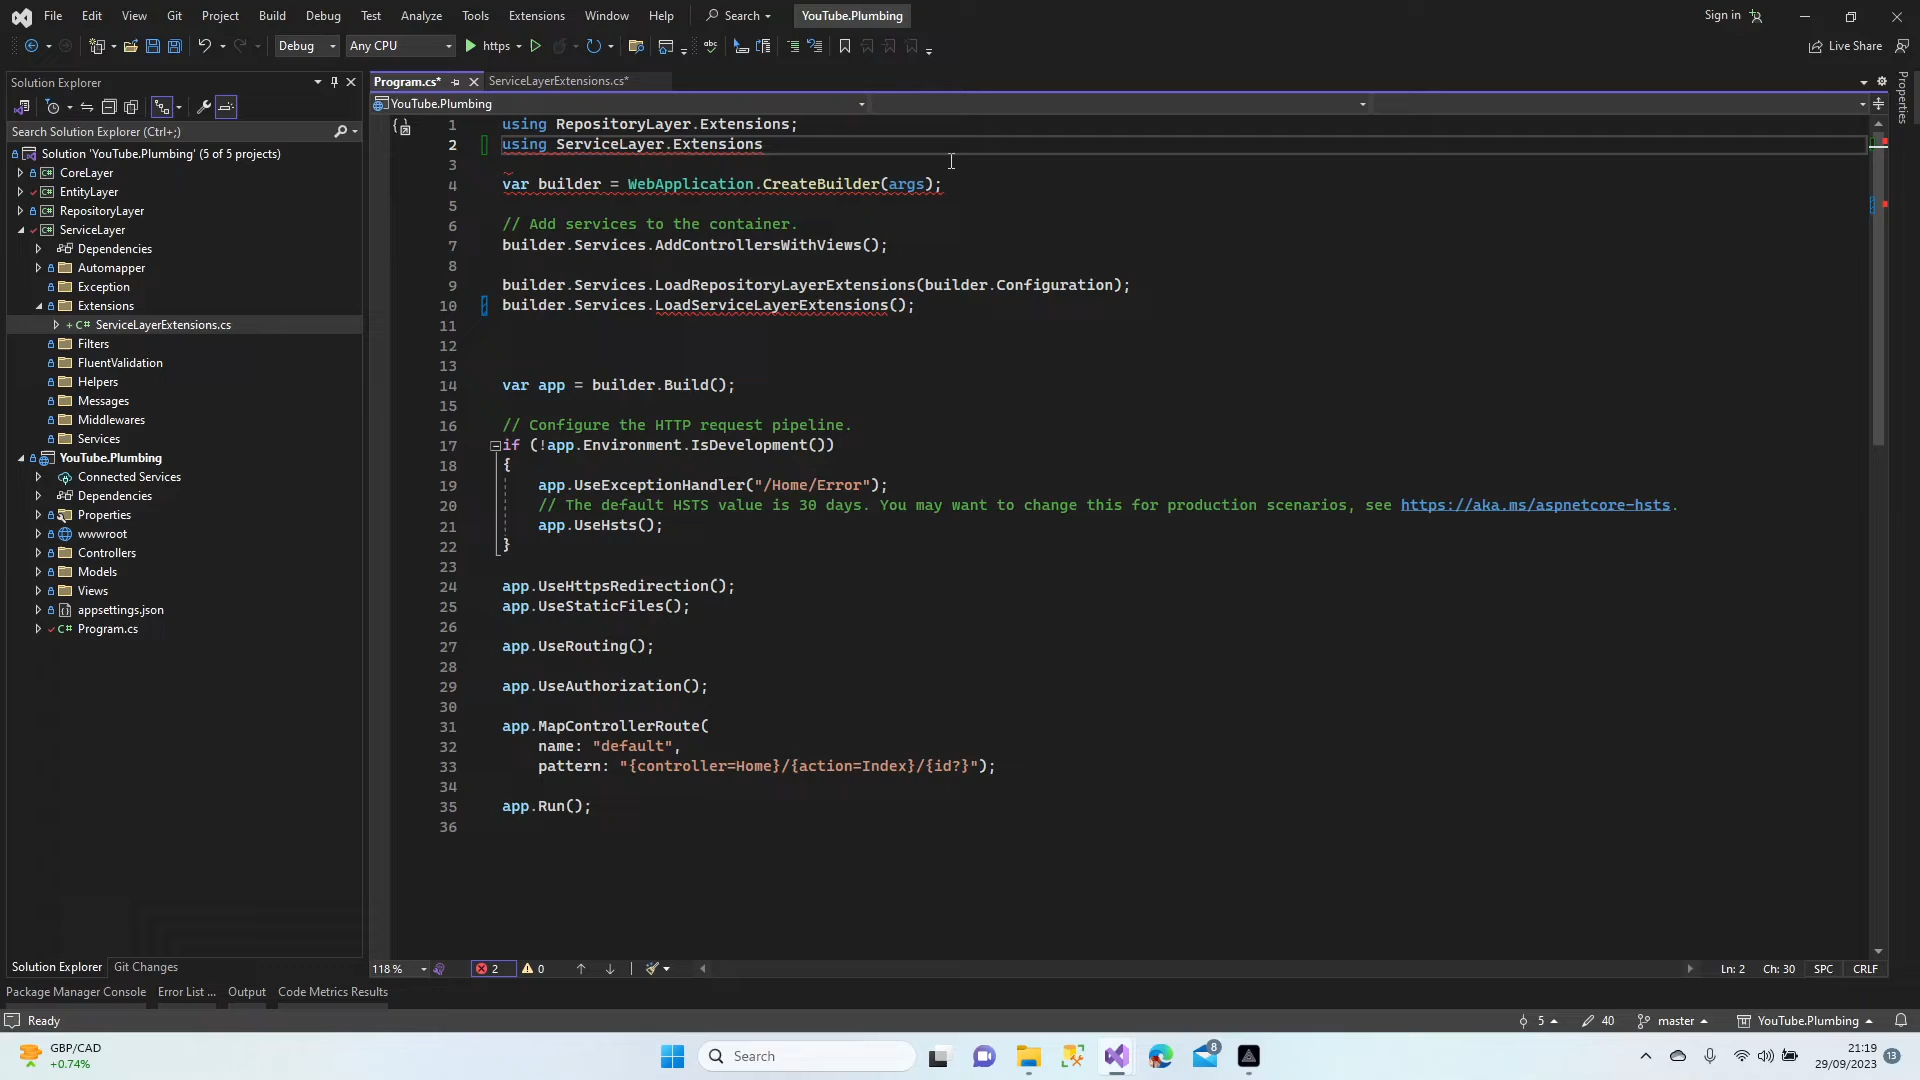 File Edit View Git Project Build Debug Test Analyze Tools Extensions Window Help Search YouTube.Plumbing Sign in
Debug Any CPU https Live Share
Solution Explorer
Search Solution Explorer (Ctrl+;)
Solution 'YouTube.Plumbing' (5 of 5 projects)
CoreLayer
EntityLayer
RepositoryLayer
ServiceLayer
Dependencies
Automapper
Exception
Extensions
+ C# ServiceLayerExtensions.cs
Filters
FluentValidation
Helpers
Messages
Middlewares
Services
YouTube.Plumbing
Connected Services
Dependencies
Properties
wwwroot
Controllers
Models
Views
appsettings.json
C# Program.cs
Solution Explorer Git Changes
Program.cs* ServiceLayerExtensions.cs*
YouTube.Plumbing
1 using RepositoryLayer.Extensions;
2 using ServiceLayer.Extensions
3
4 var builder = WebApplication.CreateBuilder(args);
5
6 // Add services to the container.
7 builder.Services.AddControllersWithViews();
8
9 builder.Services.LoadRepositoryLayerExtensions(builder.Configuration);
10 builder.Services.LoadServiceLayerExtensions();
11
12
13
14 var app = builder.Build();
15
16 // Configure the HTTP request pipeline.
17 if (!app.Environment.IsDevelopment())
18 {
19 app.UseExceptionHandler("/Home/Error");
20 // The default HSTS value is 30 days. You may want to change this for production scenarios, see https://aka.ms/aspnetcore-hsts.
21 app.UseHsts();
22 }
23
24 app.UseHttpsRedirection();
25 app.UseStaticFiles();
26
27 app.UseRouting();
28
29 app.UseAuthorization();
30
31 app.MapControllerRoute(
32 name: "default",
33 pattern: "{controller=Home}/{action=Index}/{id?}");
34
35 app.Run();
36
Properties
118 % 2 0 Ln: 2 Ch: 30 SPC CRLF
Package Manager Console Error List ... Output Code Metrics Results
Ready 5 40 master YouTube.Plumbing
GBP/CAD
+0.74%
Search
8
21:19
29/09/2023
13